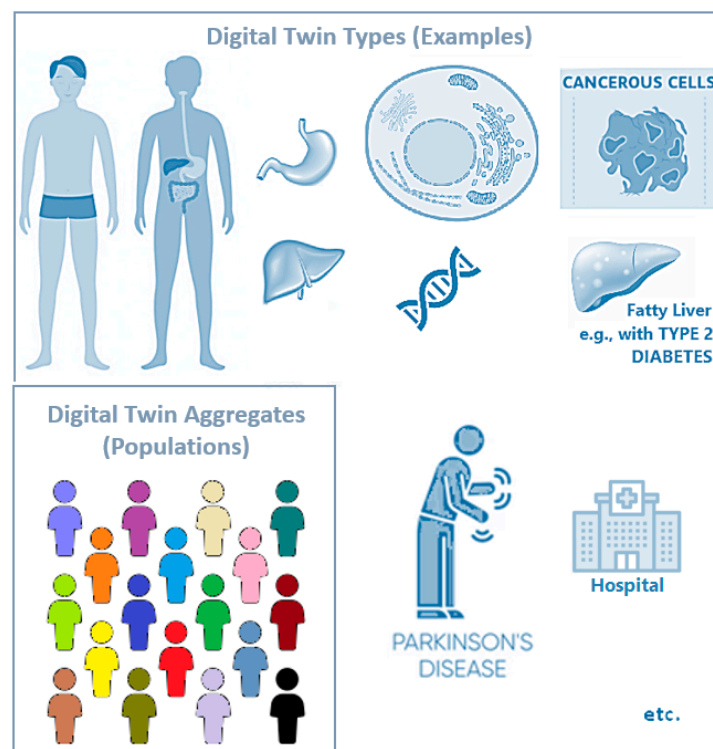 Digital Twin Types (Examples)
CANCEROUS CELLS
Fatty Liver
e.g., with TYPE 2
DIABETES
Digital Twin Aggregates
(Populations)
PARKINSON'S
DISEASE
Hospital
etc.